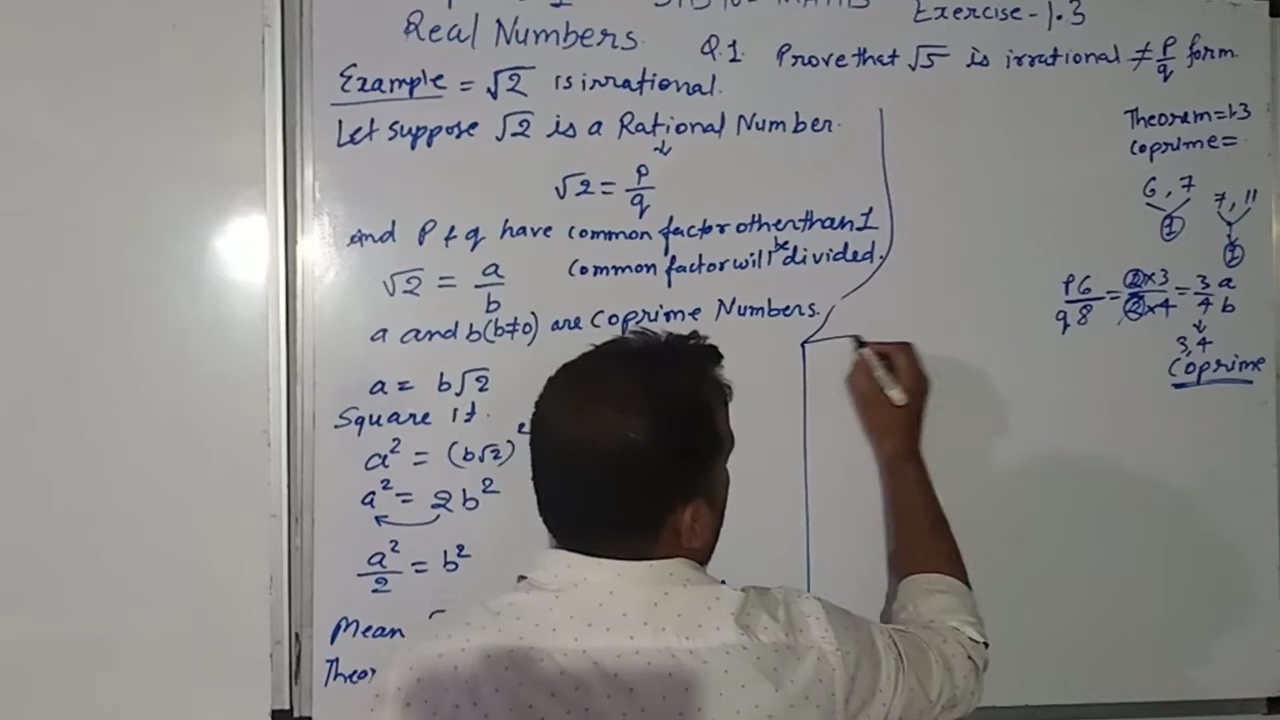 Exercise-1.3
Real Numbers.
Q.1. Prove that √5 is irrational ≠ p/q form.
Example = √2 is irrational.
Let suppose √2 is a Rational Number.
↓
√2 = p/q
And P & q have common factor other than 1
common factor will be divided.
√2 = a/b
a and b(b≠0) are coprime Numbers.
a = b√2
Square it.
a² = (b√2)²
a² = 2b²
a²/2 = b²
Mean
Theorem=1.3
coprime=
6, 7
1
7, 11
1
P6/q8 = 2×3/2×4 = 3/4 a/b
↓
3,4
Coprime